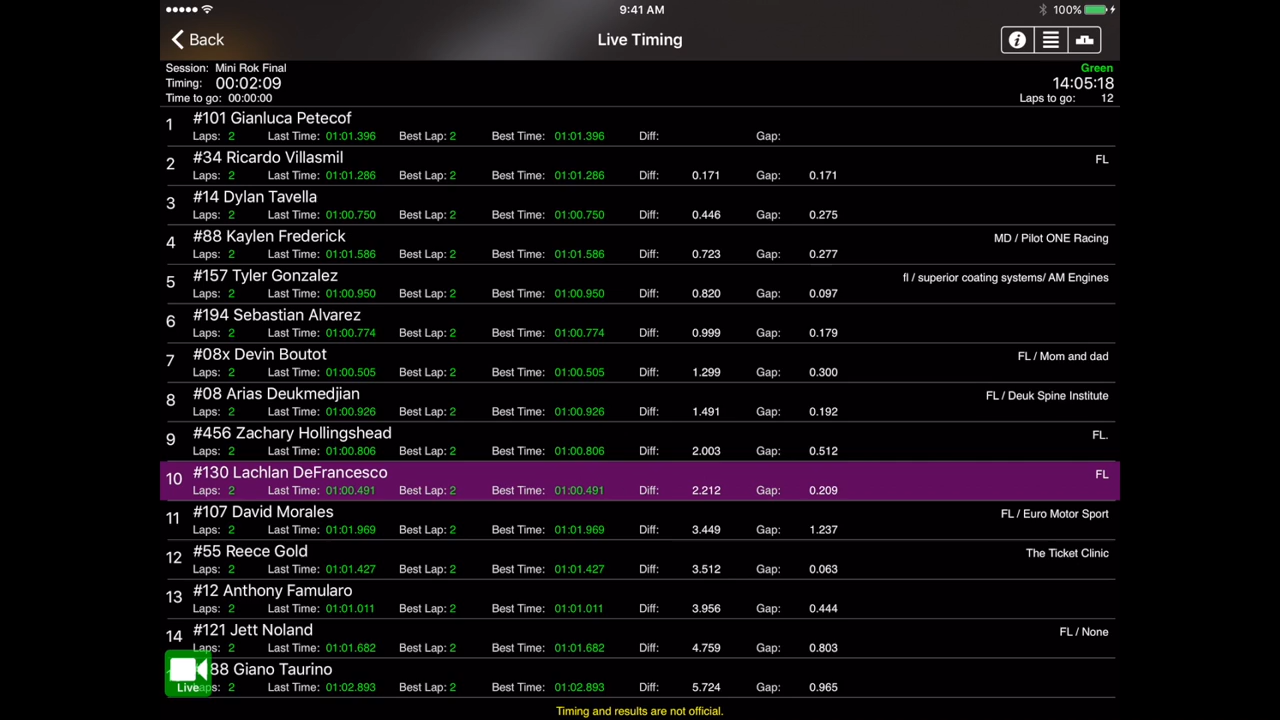 9:41 AM
100%
Back
Live Timing
Session: Mini Rok Final
Green
Timing: 00:02:09
14:05:18
Time to go: 00:00:00
Laps to go: 12
1 #101 Gianluca Petecof
Laps: 2 Last Time: 01:01.396 Best Lap: 2 Best Time: 01:01.396 Diff: Gap:
2 #34 Ricardo Villasmil FL
Laps: 2 Last Time: 01:01.286 Best Lap: 2 Best Time: 01:01.286 Diff: 0.171 Gap: 0.171
3 #14 Dylan Tavella
Laps: 2 Last Time: 01:00.750 Best Lap: 2 Best Time: 01:00.750 Diff: 0.446 Gap: 0.275
4 #88 Kaylen Frederick MD / Pilot ONE Racing
Laps: 2 Last Time: 01:01.586 Best Lap: 2 Best Time: 01:01.586 Diff: 0.723 Gap: 0.277
5 #157 Tyler Gonzalez fl / superior coating systems/ AM Engines
Laps: 2 Last Time: 01:00.950 Best Lap: 2 Best Time: 01:00.950 Diff: 0.820 Gap: 0.097
6 #194 Sebastian Alvarez
Laps: 2 Last Time: 01:00.774 Best Lap: 2 Best Time: 01:00.774 Diff: 0.999 Gap: 0.179
7 #08x Devin Boutot FL / Mom and dad
Laps: 2 Last Time: 01:00.505 Best Lap: 2 Best Time: 01:00.505 Diff: 1.299 Gap: 0.300
8 #08 Arias Deukmedjian FL / Deuk Spine Institute
Laps: 2 Last Time: 01:00.926 Best Lap: 2 Best Time: 01:00.926 Diff: 1.491 Gap: 0.192
9 #456 Zachary Hollingshead FL.
Laps: 2 Last Time: 01:00.806 Best Lap: 2 Best Time: 01:00.806 Diff: 2.003 Gap: 0.512
10 #130 Lachlan DeFrancesco FL
Laps: 2 Last Time: 01:00.491 Best Lap: 2 Best Time: 01:00.491 Diff: 2.212 Gap: 0.209
11 #107 David Morales FL / Euro Motor Sport
Laps: 2 Last Time: 01:01.969 Best Lap: 2 Best Time: 01:01.969 Diff: 3.449 Gap: 1.237
12 #55 Reece Gold The Ticket Clinic
Laps: 2 Last Time: 01:01.427 Best Lap: 2 Best Time: 01:01.427 Diff: 3.512 Gap: 0.063
13 #12 Anthony Famularo
Laps: 2 Last Time: 01:01.011 Best Lap: 2 Best Time: 01:01.011 Diff: 3.956 Gap: 0.444
14 #121 Jett Noland FL / None
Laps: 2 Last Time: 01:01.682 Best Lap: 2 Best Time: 01:01.682 Diff: 4.759 Gap: 0.803
88 Giano Taurino
Live 2 Last Time: 01:02.893 Best Lap: 2 Best Time: 01:02.893 Diff: 5.724 Gap: 0.965
Timing and results are not official.